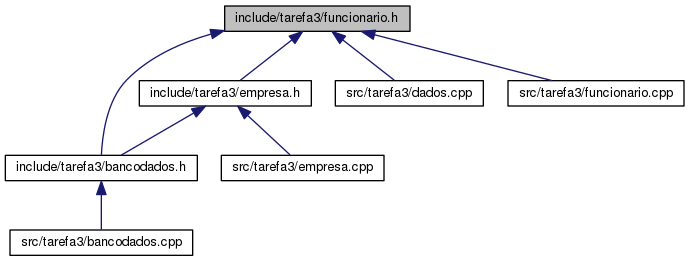 include/tarefa3/funcionario.h
include/tarefa3/empresa.h
src/tarefa3/dados.cpp
src/tarefa3/funcionario.cpp
include/tarefa3/bancodados.h
src/tarefa3/empresa.cpp
src/tarefa3/bancodados.cpp